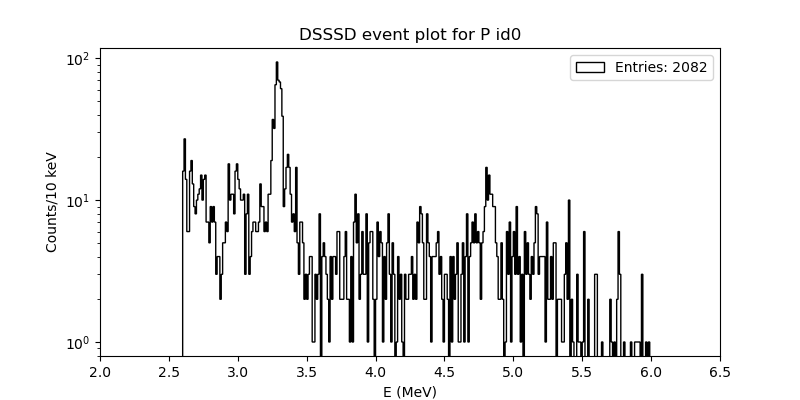 DSSSD event plot for P id0
Entries: 2082
Counts/10 keV
10²
10¹
10⁰
2.0 2.5 3.0 3.5 4.0 4.5 5.0 5.5 6.0 6.5
E (MeV)